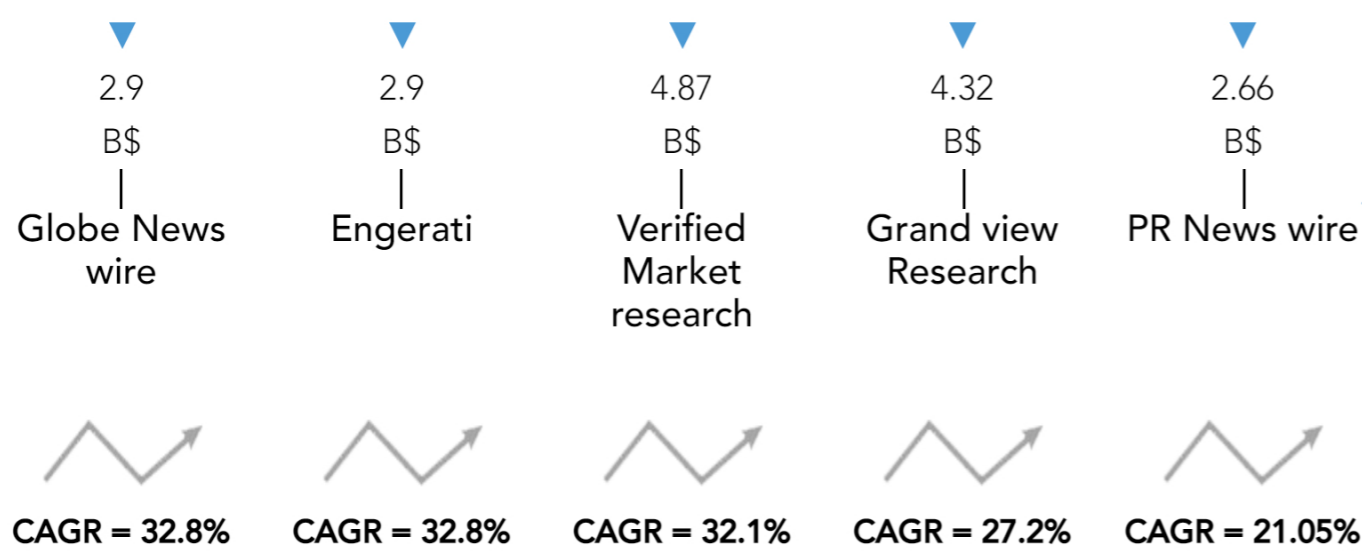 2.9
B$
Globe News
wire
CAGR = 32.8%
2.9
B$
Engerati
CAGR = 32.8%
4.87
B$
Verified
Market
research
CAGR = 32.1%
4.32
B$
Grand view
Research
CAGR = 27.2%
2.66
B$
PR News wire
CAGR = 21.05%